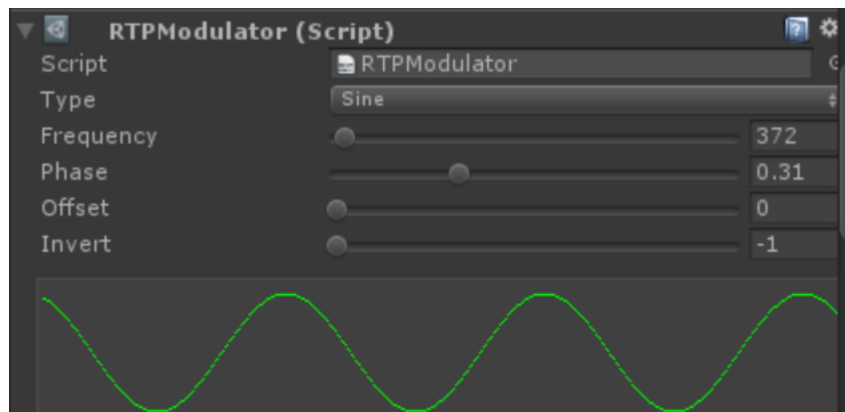 RTPModulator (Script)
Script RTPModulator
Type Sine
Frequency 372
Phase 0.31
Offset 0
Invert -1